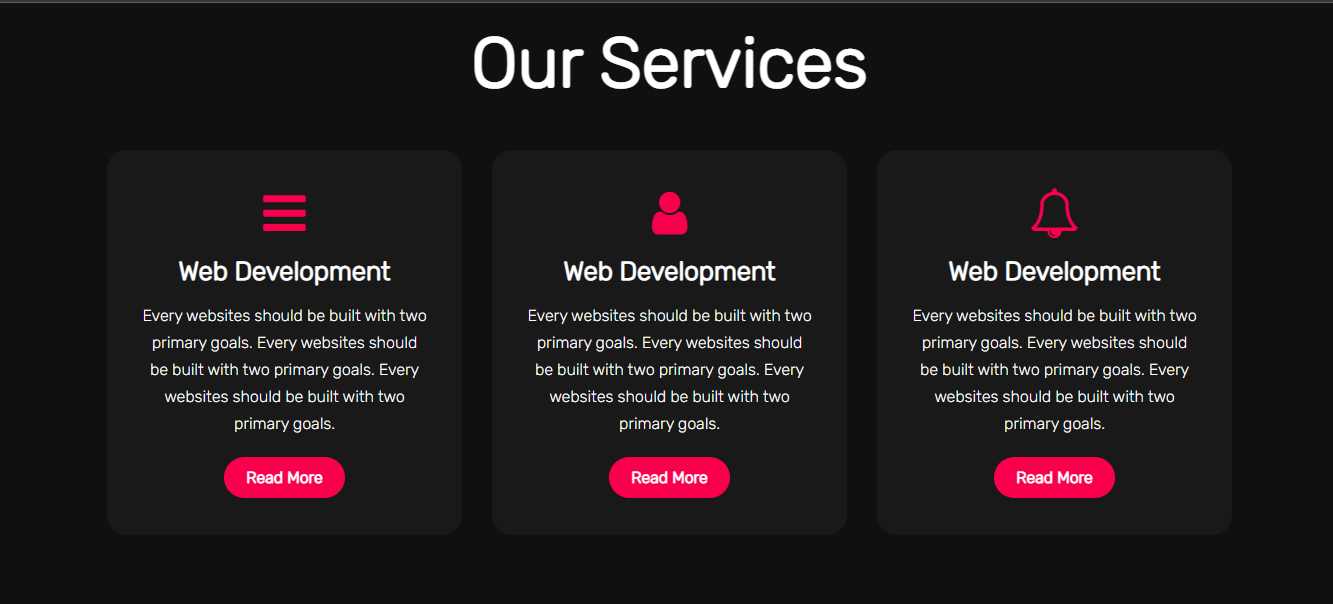 Our Services
Web Development
Every websites should be built with two
primary goals. Every websites should
be built with two primary goals. Every
websites should be built with two
primary goals.
Read More
Web Development
Every websites should be built with two
primary goals. Every websites should
be built with two primary goals. Every
websites should be built with two
primary goals.
Read More
Web Development
Every websites should be built with two
primary goals. Every websites should
be built with two primary goals. Every
websites should be built with two
primary goals.
Read More